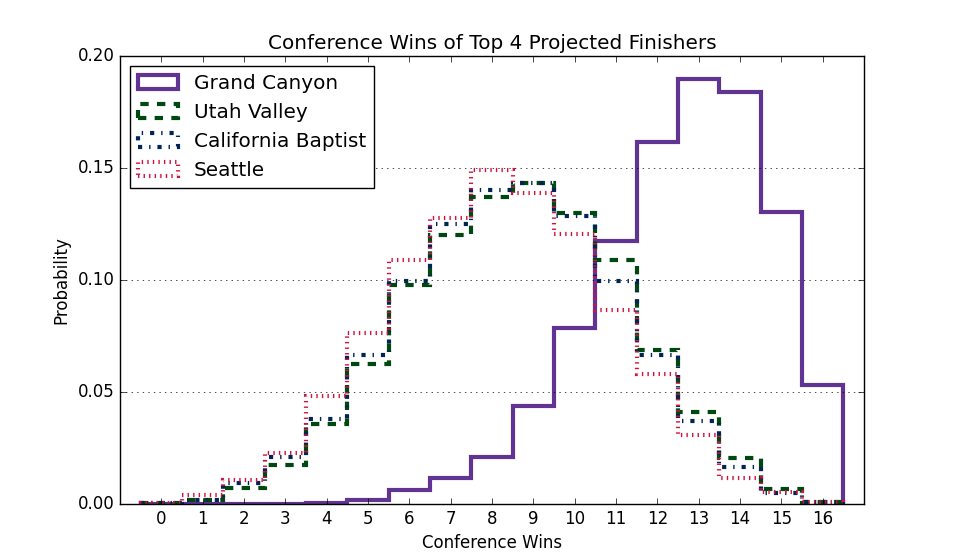 Conference Wins of Top 4 Projected Finishers
Grand Canyon
Utah Valley
California Baptist
Seattle
0.20
0.15
0.10
0.05
0.00
Probability
0 1 2 3 4 5 6 7 8 9 10 11 12 13 14 15 16
Conference Wins